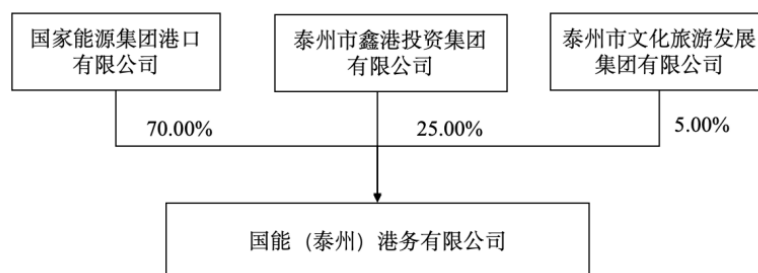 国家能源集团港口
有限公司
泰州市鑫港投资集团
有限公司
泰州市文化旅游发展
集团有限公司
70.00%
25.00%
5.00%
国能（泰州）港务有限公司